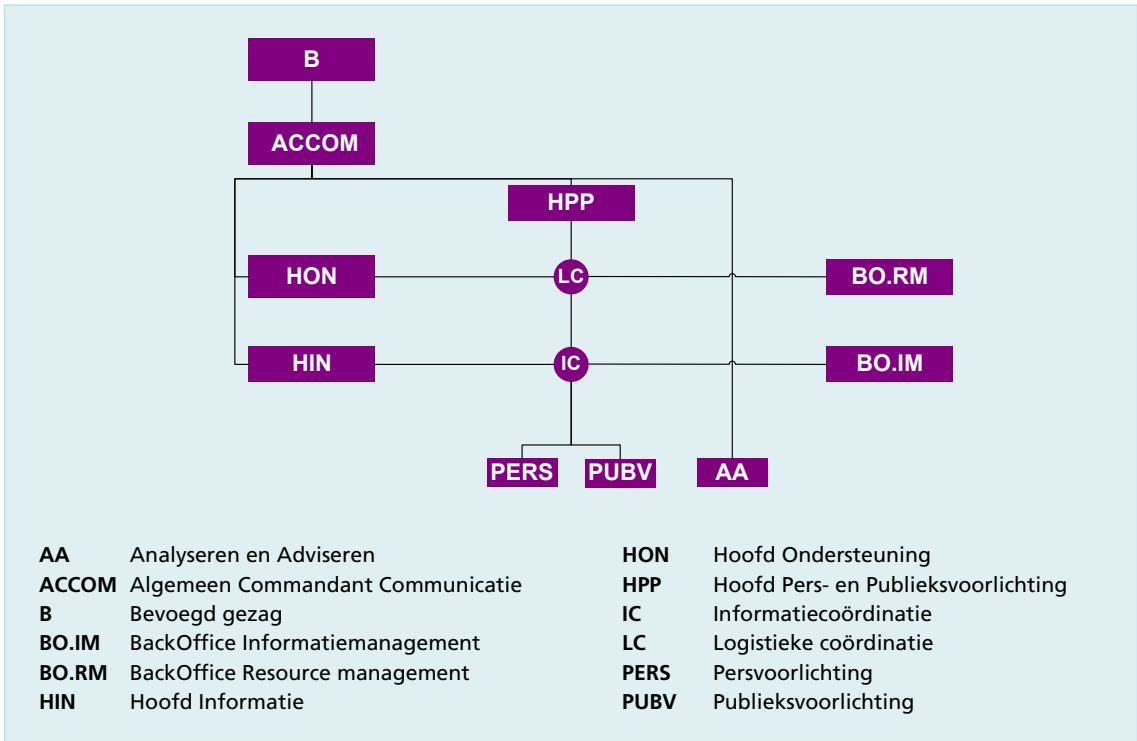 B
ACCOM
HPP
HON
LC
BO.RM
HIN
IC
BO.IM
PERS
PUBV
AA
AA Analyseren en Adviseren
ACCOM Algemeen Commandant Communicatie
B Bevoegd gezag
BO.IM BackOffice Informatiemanagement
BO.RM BackOffice Resource management
HIN Hoofd Informatie
HON Hoofd Ondersteuning
HPP Hoofd Pers- en Publieksvoorlichting
IC Informatiecoördinatie
LC Logistieke coördinatie
PERS Persvoorlichting
PUBV Publieksvoorlichting